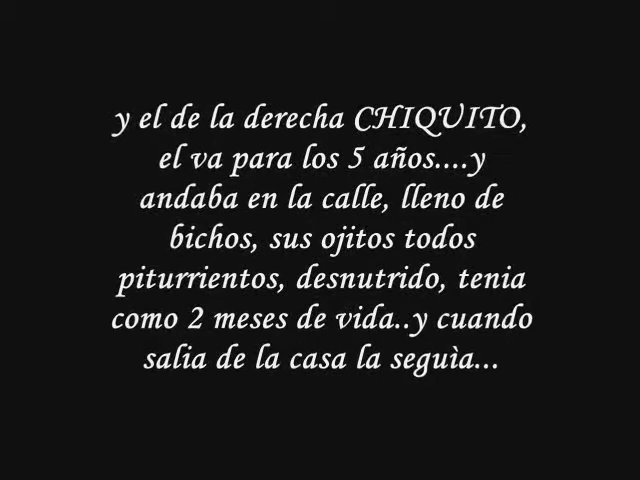 y el de la derecha CHIQUITO,
el va para los 5 años....y
andaba en la calle, lleno de
bichos, sus ojitos todos
piturrientos, desnutrido, tenia
como 2 meses de vida..y cuando
salia de la casa la seguìa...